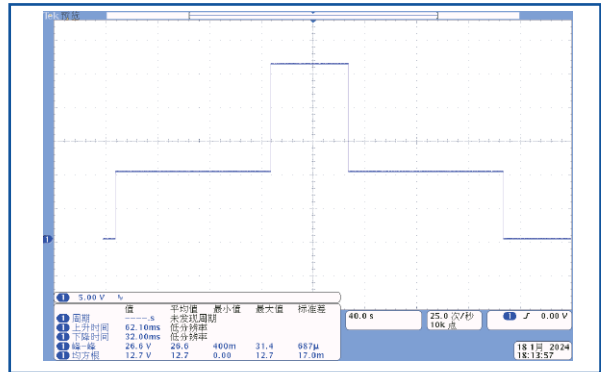 预览
1
1 5.00 V
值 平均值 最小值 最大值 标准差
1 周期 ----.s 未发现周期
1 上升时间 62.10ms 低分辨率
1 下降时间 32.00ms 低分辨率
1 峰-峰 26.6 V 26.6 400m 31.4 687µ
1 均方根 12.7 V 12.7 0.00 12.7 17.0m
40.0 s
25.0 次/秒
10k 点
1 0.00 V
18 1月 2024
18:13:57